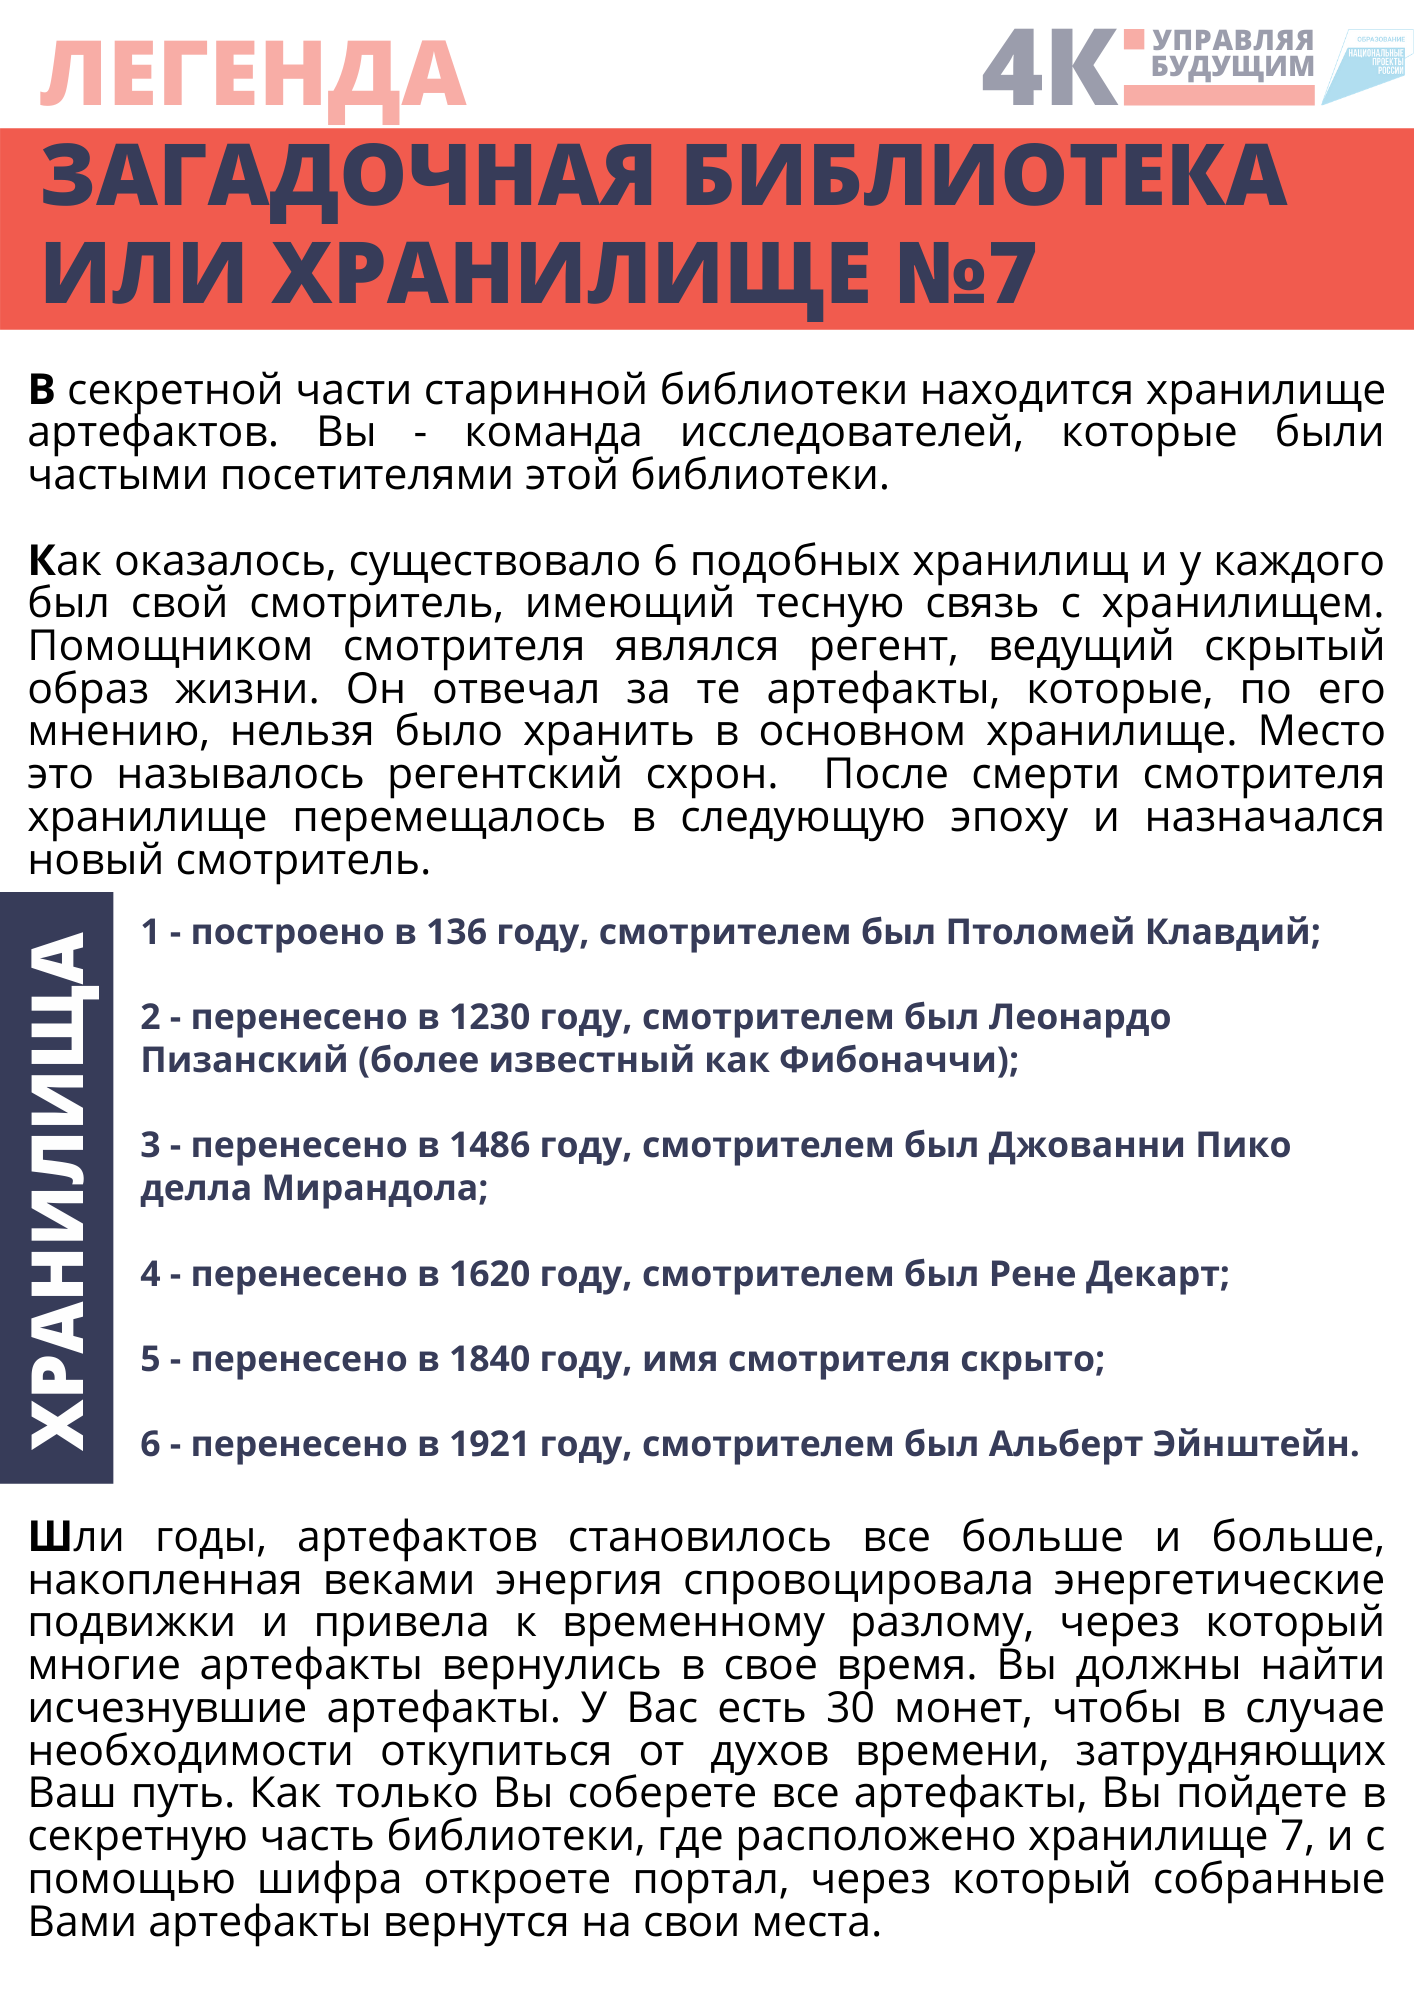 ЛЕГЕНДА
4К УПРАВЛЯЯ
БУДУЩИМ
ОБРАЗОВАНИЕ
НАЦИОНАЛЬНЫЕ
ПРОЕКТЫ
РОССИИ
ЗАГАДОЧНАЯ БИБЛИОТЕКА
ИЛИ ХРАНИЛИЩЕ №7
В секретной части старинной библиотеки находится хранилище
артефактов. Вы - команда исследователей, которые были
частыми посетителями этой библиотеки.
Как оказалось, существовало 6 подобных хранилищ и у каждого
был свой смотритель, имеющий тесную связь с хранилищем.
Помощником смотрителя являлся регент, ведущий скрытый
образ жизни. Он отвечал за те артефакты, которые, по его
мнению, нельзя было хранить в основном хранилище. Место
это называлось регентский схрон. После смерти смотрителя
хранилище перемещалось в следующую эпоху и назначался
новый смотритель.
ХРАНИЛИЩА
1 - построено в 136 году, смотрителем был Птоломей Клавдий;
2 - перенесено в 1230 году, смотрителем был Леонардо
Пизанский (более известный как Фибоначчи);
3 - перенесено в 1486 году, смотрителем был Джованни Пико
делла Мирандола;
4 - перенесено в 1620 году, смотрителем был Рене Декарт;
5 - перенесено в 1840 году, имя смотрителя скрыто;
6 - перенесено в 1921 году, смотрителем был Альберт Эйнштейн.
Шли годы, артефактов становилось все больше и больше,
накопленная веками энергия спровоцировала энергетические
подвижки и привела к временному разлому, через который
многие артефакты вернулись в свое время. Вы должны найти
исчезнувшие артефакты. У Вас есть 30 монет, чтобы в случае
необходимости откупиться от духов времени, затрудняющих
Ваш путь. Как только Вы соберете все артефакты, Вы пойдете в
секретную часть библиотеки, где расположено хранилище 7, и с
помощью шифра откроете портал, через который собранные
Вами артефакты вернутся на свои места.